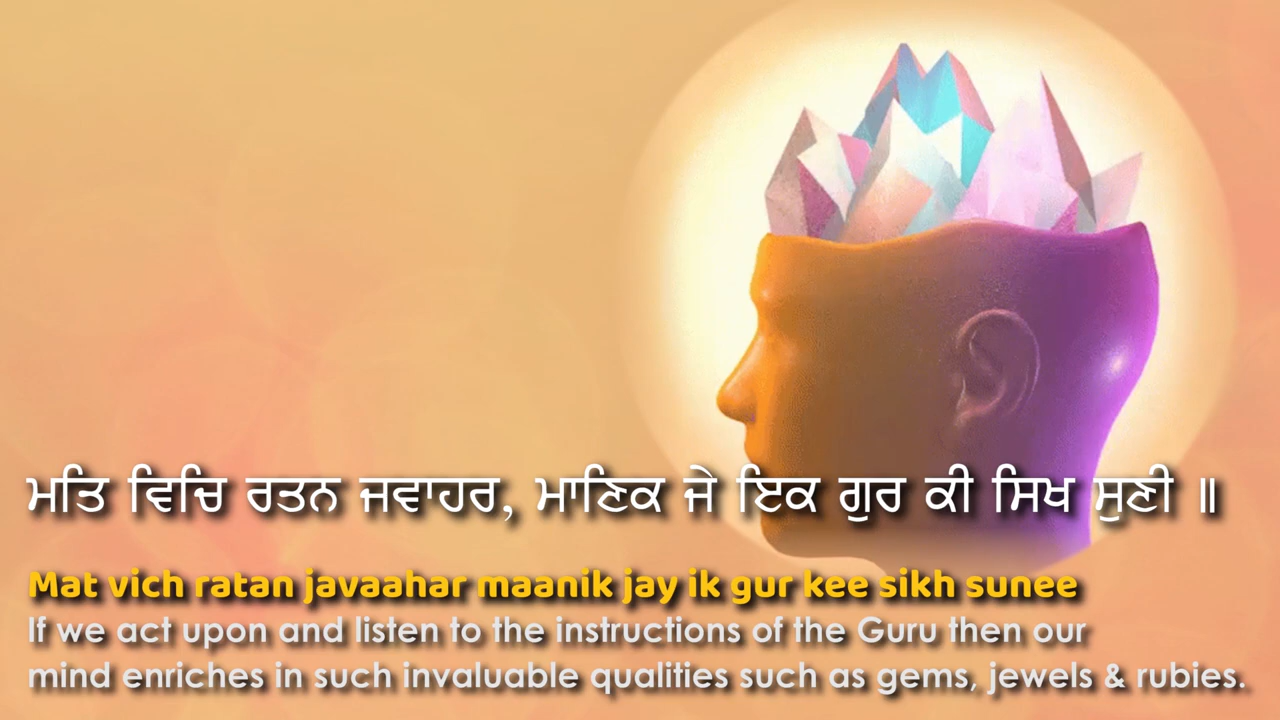 ਮਤਿ ਵਿਚਿ ਰਤਨ ਜਵਾਹਰ, ਮਾਣਿਕ ਜੇ ਇਕ ਗੁਰ ਕੀ ਸਿਖ ਸੁਣੀ ॥
Mat vich ratan javaahar maanik jay ik gur kee sikh sunee
If we act upon and listen to the instructions of the Guru then our
mind enriches in such invaluable qualities such as gems, jewels & rubies.